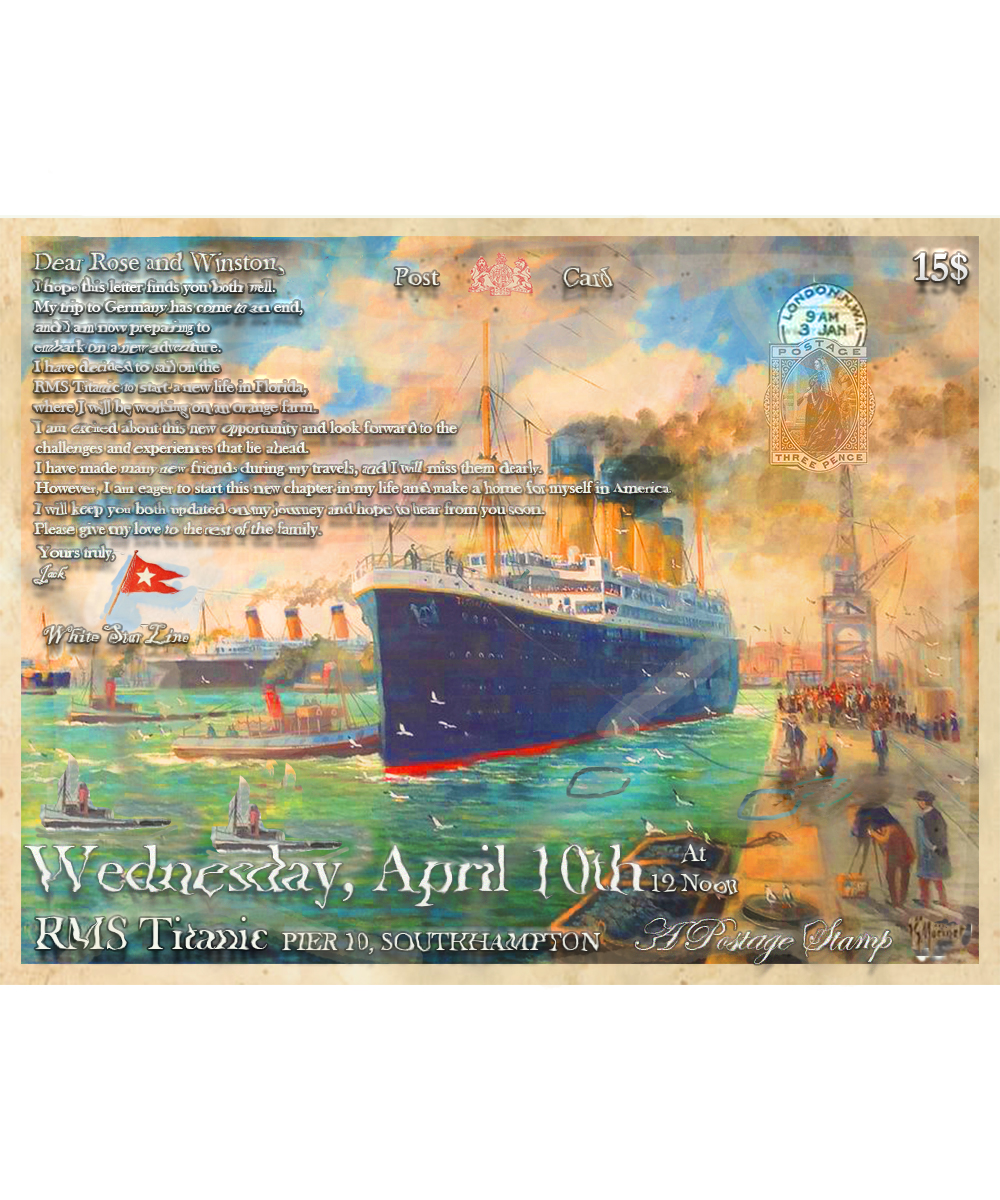 Dear Rose and Winston,
I hope this letter finds you both well.
My trip to Germany has come to an end,
and I am now preparing to
embark on a new adventure.
I have decided to sail on the
RMS Titanic to start a new life in Florida,
where I will be working on an orange farm.
I am excited about this new opportunity and look forward to the
challenges and experiences that lie ahead.
I have made many new friends during my travels, and I will miss them dearly.
However, I am eager to start this new chapter in my life and make a home for myself in America
I will keep you both updated on my journey and hope to hear from you soon.
Please give my love to the rest of the family.
Yours truly,
Jack
White Star Line
Post Card
15$
LONDON.N.W.1.
9 AM
3 JAN
POSTAGE
THREE PENCE
Wednesday, April 10th
At
12 Noon
RMS Titanic PIER 10, SOUTKHAMPTON
A Postage Stamp